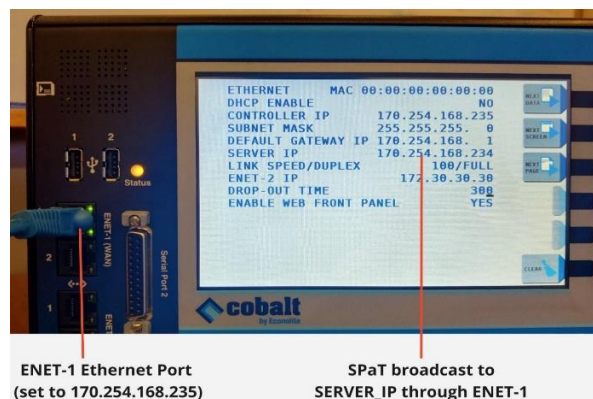 ETHERNET MAC 00:00:00:00:00:00
DHCP ENABLE NO
CONTROLLER IP 170.254.168.235
SUBNET MASK 255.255.255. 0
DEFAULT GATEWAY IP 170.254.168. 1
SERVER IP 170.254.168.234
LINK SPEED/DUPLEX 100/FULL
ENET-2 IP 172.30.30.30
DROP-OUT TIME 300
ENABLE WEB FRONT PANEL YES
NEXT DATA
NEXT SCREEN
NEXT PAGE
CLEAR
1 2
Status
ENET-1 (WAN)
2
1
ENET
Serial Port 2
cobalt
by Econolite
ENET-1 Ethernet Port
(set to 170.254.168.235)
SPaT broadcast to
SERVER_IP through ENET-1